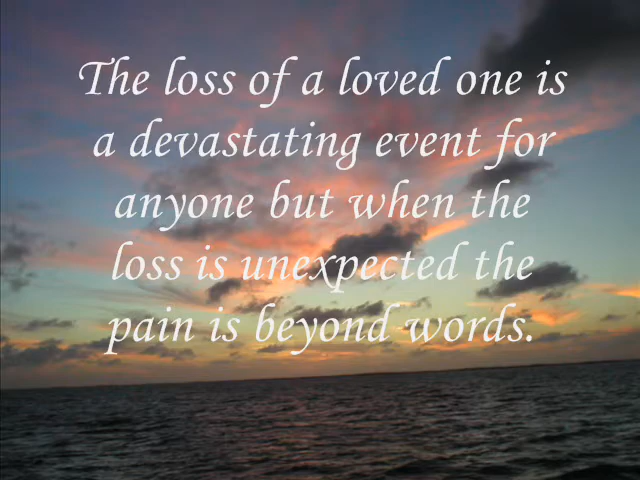 The loss of a loved one is
a devastating event for
anyone but when the
loss is unexpected the
pain is beyond words.